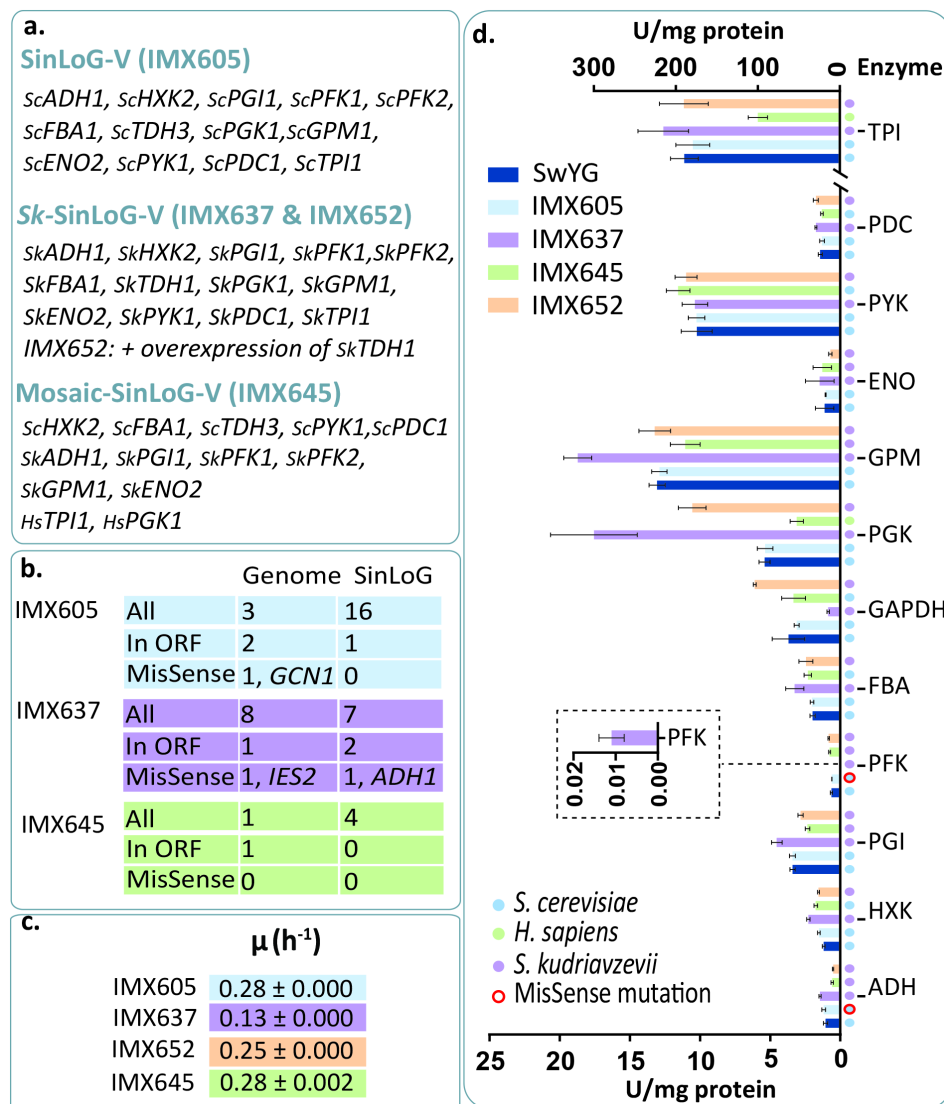 a.
SinLoG-V (IMX605)
ScADH1, ScHXK2, ScPGI1, ScPFK1, ScPFK2,
ScFBA1, ScTDH3, ScPGK1,ScGPM1,
ScENO2, ScPYK1, ScPDC1, ScTPI1
Sk-SinLoG-V (IMX637 & IMX652)
SkADH1, SkHXK2, SkPGI1, SkPFK1,SkPFK2,
SkFBA1, SkTDH1, SkPGK1, SkGPM1,
SkENO2, SkPYK1, SkPDC1, SkTPI1
IMX652: + overexpression of SkTDH1
Mosaic-SinLoG-V (IMX645)
ScHXK2, ScFBA1, ScTDH3, ScPYK1,ScPDC1
SkADH1, SkPGI1, SkPFK1, SkPFK2,
SkGPM1, SkENO2
HsTPI1, HsPGK1
b.
Genome SinLoG
IMX605
All 3 16
In ORF 2 1
MisSense 1, GCN1 0
IMX637
All 8 7
In ORF 1 2
MisSense 1, IES2 1, ADH1
IMX645
All 1 4
In ORF 1 0
MisSense 0 0
c.
µ (h-1)
IMX605 0.28 ± 0.000
IMX637 0.13 ± 0.000
IMX652 0.25 ± 0.000
IMX645 0.28 ± 0.002
d.
U/mg protein
300 200 100 0 Enzyme
SwYG
IMX605
IMX637
IMX645
IMX652
TPI
PDC
PYK
ENO
GPM
PGK
GAPDH
FBA
PFK
PGI
HXK
ADH
PFK
0.02 0.01 0.00
S. cerevisiae
H. sapiens
S. kudriavzevii
MisSense mutation
25 20 15 10 5 0
U/mg protein